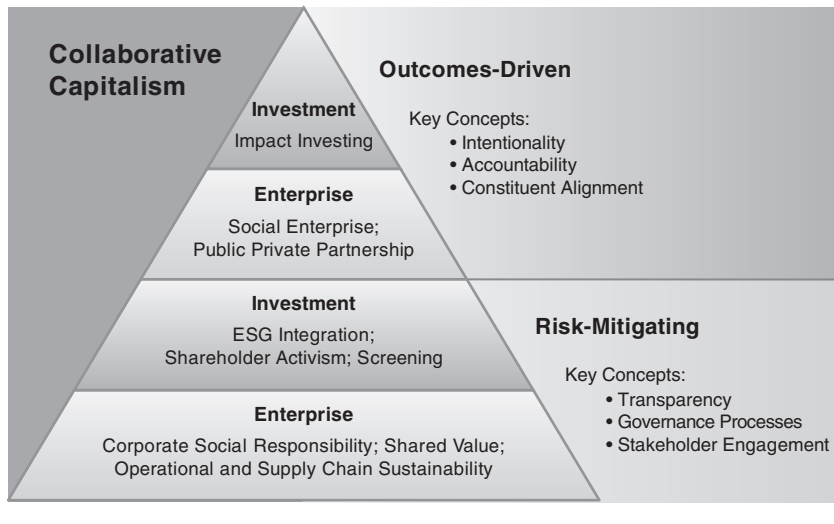 Collaborative
Capitalism
Investment
Impact Investing
Enterprise
Social Enterprise;
Public Private Partnership
Investment
ESG Integration;
Shareholder Activism; Screening
Enterprise
Corporate Social Responsibility; Shared Value;
Operational and Supply Chain Sustainability
Outcomes-Driven
Key Concepts:
• Intentionality
• Accountability
• Constituent Alignment
Risk-Mitigating
Key Concepts:
• Transparency
• Governance Processes
• Stakeholder Engagement